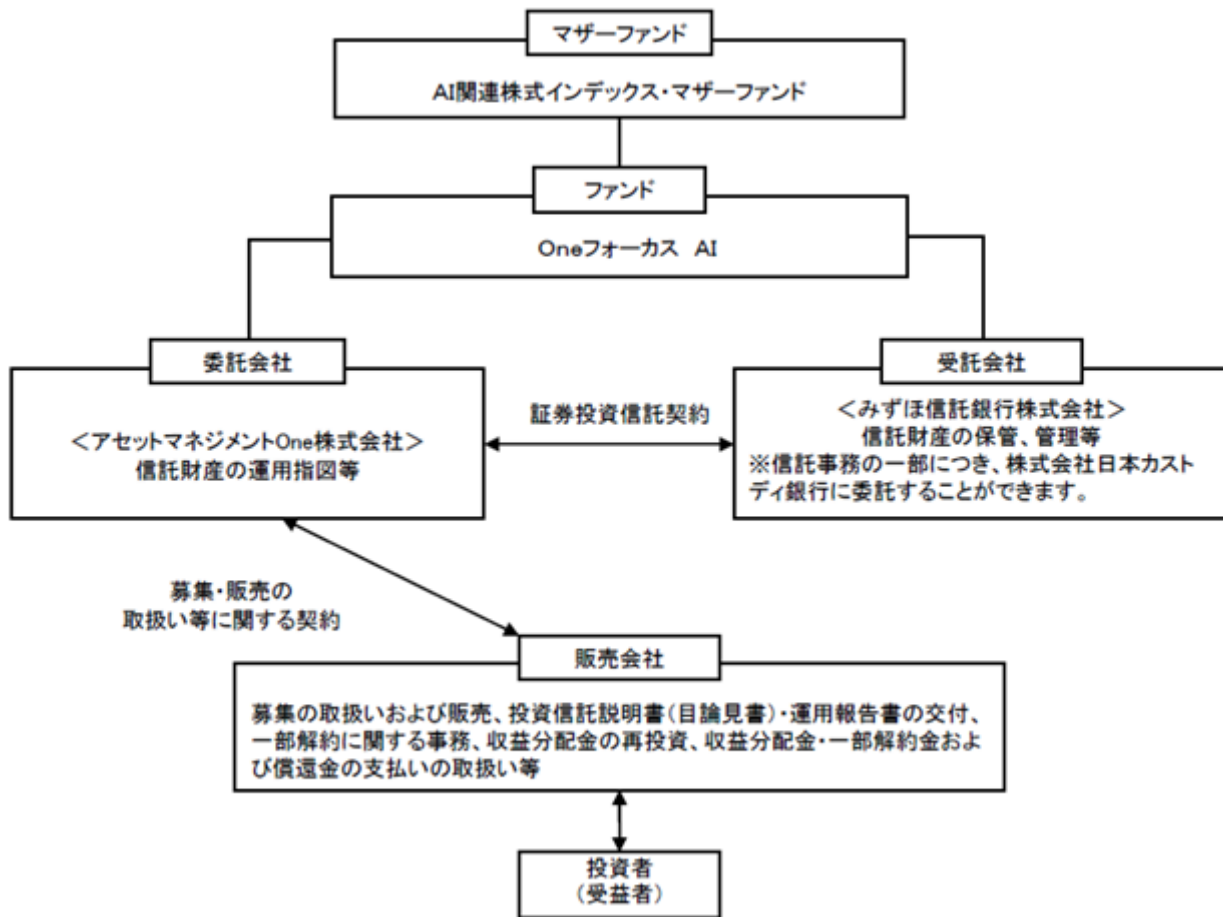 マザーファンド
AI関連株式インデックス・マザーファンド
ファンド
Oneフォーカス　AI
委託会社
＜アセットマネジメントOne株式会社＞
信託財産の運用指図等
証券投資信託契約
受託会社
＜みずほ信託銀行株式会社＞
信託財産の保管、管理等
※信託事務の一部につき、株式会社日本カスト
ディ銀行に委託することができます。
募集・販売の
取扱い等に関する契約
販売会社
募集の取扱いおよび販売、投資信託説明書（目論見書）・運用報告書の交付、
一部解約に関する事務、収益分配金の再投資、収益分配金・一部解約金およ
び償還金の支払いの取扱い等
投資者
（受益者）